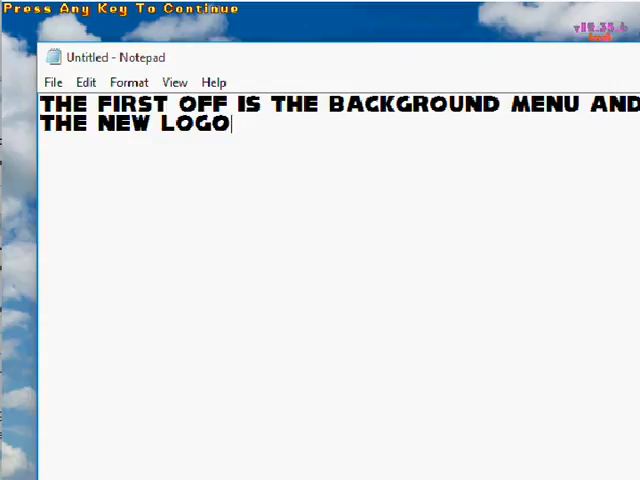 Press Any Key To Continue
Untitled - Notepad
File Edit Format View Help
THE FIRST OFF IS THE BACKGROUND MENU AND
THE NEW LOGO